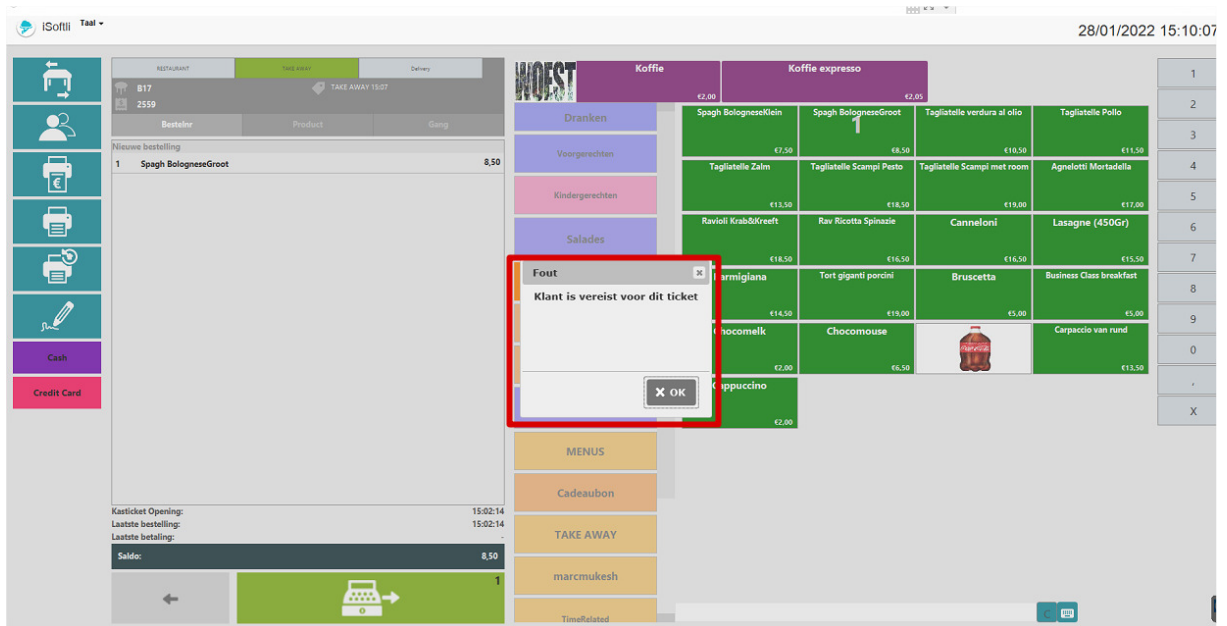 iSoftli Taal
28/01/2022 15:10:07
RESTAURANT TAKE AWAY Delivery
B17 TAKE AWAY 15:07
2559
Bestelnr Product Gang
Nieuwe bestelling
1 Spagh BologneseGroot 8,50
Cash
Credit Card
Kasticket Opening: 15:02:14
Laatste bestelling: 15:02:14
Laatste betaling: -
Saldo: 8,50
1
WOEST
Koffie
€2,00
Koffie expresso
€2,05
Dranken
Voorgerechten
Kindergerechten
Salades
MENUS
Cadeaubon
TAKE AWAY
marcmukesh
TimeRelated
Spagh BologneseKlein
€7,50
Spagh BologneseGroot
1
€8,50
Tagliatelle verdura al olio
€10,50
Tagliatelle Pollo
€11,50
Tagliatelle Zalm
€13,50
Tagliatelle Scampi Pesto
€18,50
Tagliatelle Scampi met room
€19,00
Agnelotti Mortadella
€17,00
Ravioli Krab&Kreeft
€18,50
Rav Ricotta Spinazie
€16,50
Canneloni
€16,50
Lasagne (450Gr)
€15,50
€14,50
Tort giganti porcini
€19,00
Bruscetta
€5,00
Business Class breakfast
€5,00
€2,00
Chocomouse
€6,50
Coca-Cola
Carpaccio van rund
€13,50
€2,00
Fout
Klant is vereist voor dit ticket
OK
1
2
3
4
5
6
7
8
9
0
,
X
C